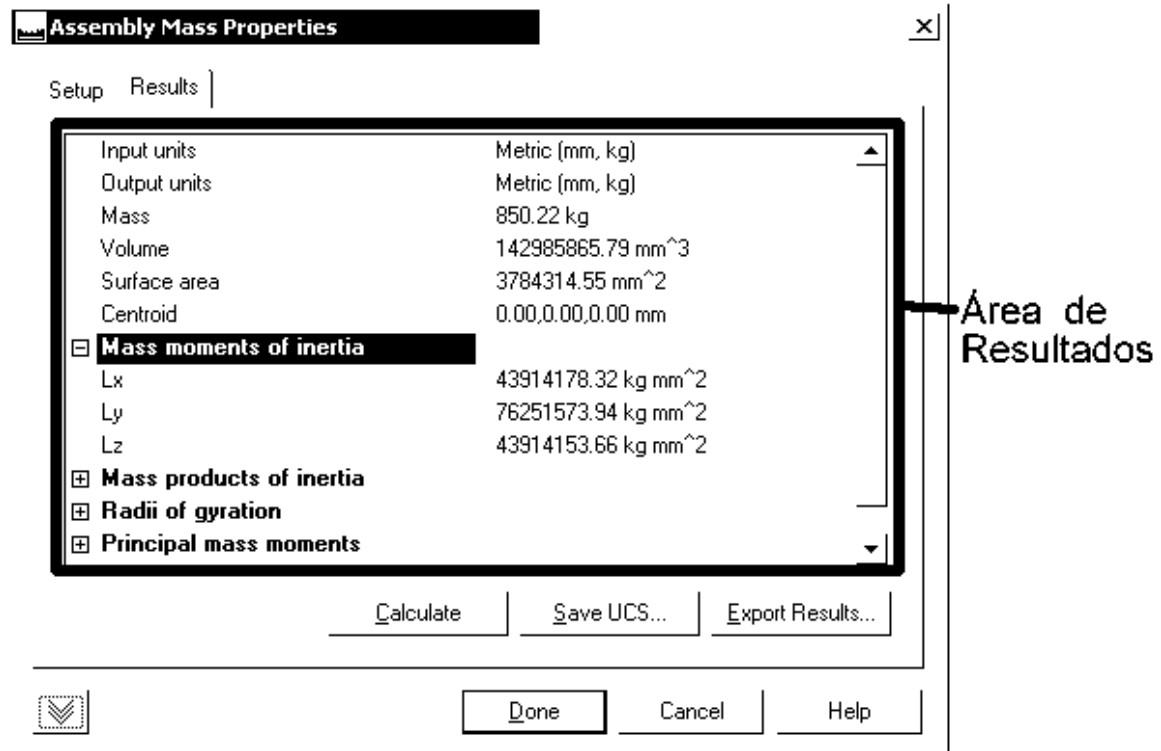 Assembly Mass Properties
Setup Results
Input units Metric (mm, kg)
Output units Metric (mm, kg)
Mass 850.22 kg
Volume 142985865.79 mm^3
Surface area 3784314.55 mm^2
Centroid 0.00,0.00,0.00 mm
Mass moments of inertia
Lx 43914178.32 kg mm^2
Ly 76251573.94 kg mm^2
Lz 43914153.66 kg mm^2
Mass products of inertia
Radii of gyration
Principal mass moments
Área de
Resultados
Calculate Save UCS... Export Results...
Done Cancel Help